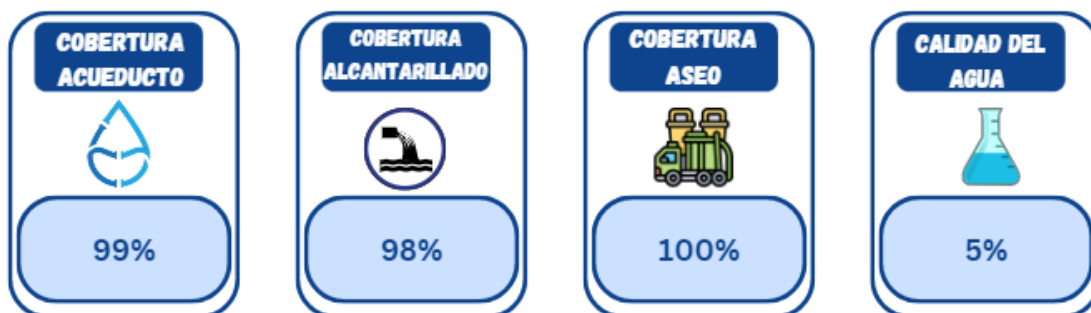 COBERTURA
ACUEDUCTO
99%
COBERTURA
ALCANTARILLADO
98%
COBERTURA
ASEO
100%
CALIDAD DEL
AGUA
5%